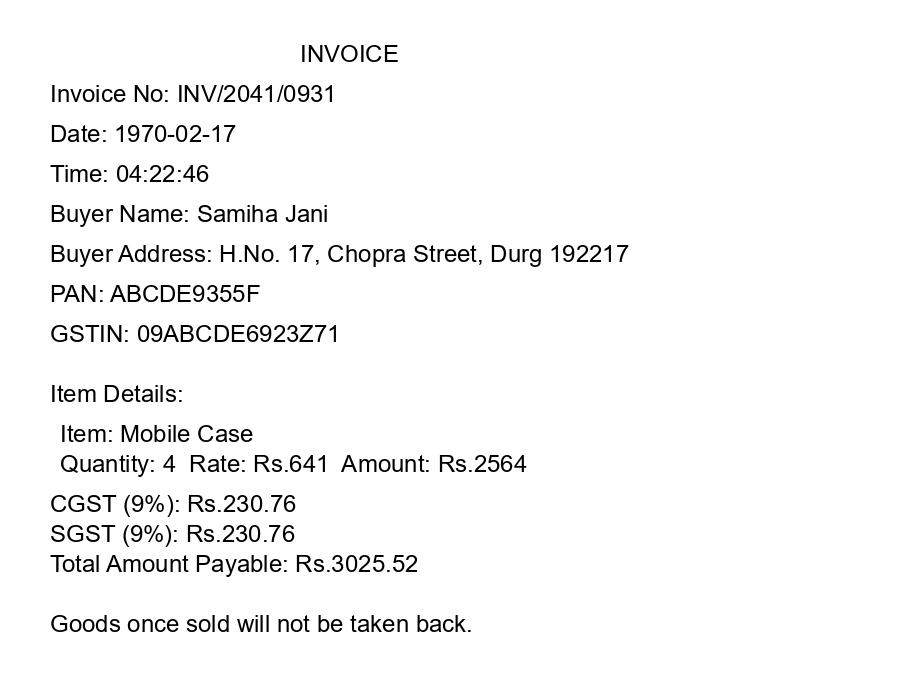 INVOICE
Invoice No: INV/2041/0931
Date: 1970-02-17
Time: 04:22:46
Buyer Name: Samiha Jani
Buyer Address: H.No. 17, Chopra Street, Durg 192217
PAN: ABCDE9355F
GSTIN: 09ABCDE6923Z71
Item Details:
Item: Mobile Case
Quantity: 4  Rate: Rs.641  Amount: Rs.2564
CGST (9%): Rs.230.76
SGST (9%): Rs.230.76
Total Amount Payable: Rs.3025.52
Goods once sold will not be taken back.